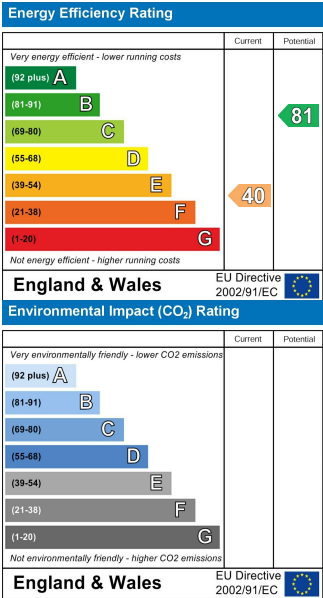 Energy Efficiency Rating
Current Potential
Very energy efficient - lower running costs
(92 plus) A
(81-91) B
81
(69-80) C
(55-68) D
(39-54) E
40
(21-38) F
(1-20) G
Not energy efficient - higher running costs
England & Wales EU Directive
2002/91/EC
Environmental Impact (CO₂) Rating
Current Potential
Very environmentally friendly - lower CO2 emissions
(92 plus) A
(81-91) B
(69-80) C
(55-68) D
(39-54) E
(21-38) F
(1-20) G
Not environmentally friendly - higher CO2 emissions
England & Wales EU Directive
2002/91/EC